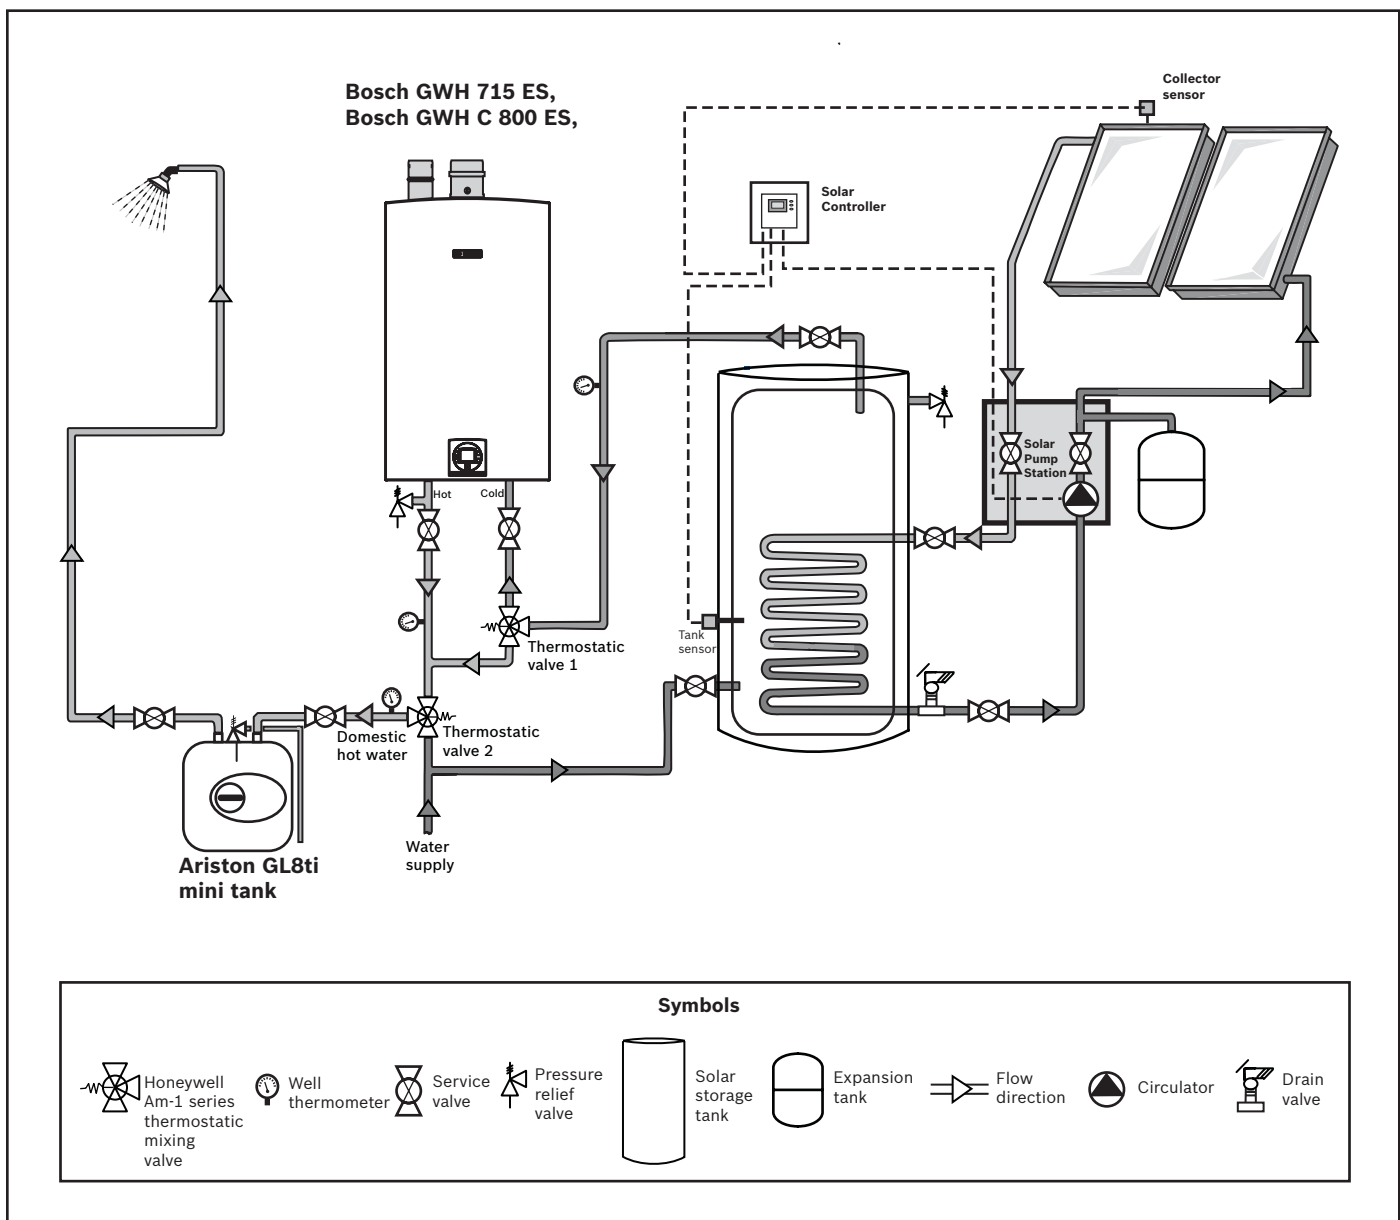 Bosch GWH 715 ES,
Bosch GWH C 800 ES,
Collector
sensor
Solar
Controller
Solar
Pump
Station
Hot
Cold
Tank
sensor
Thermostatic
valve 1
Thermostatic
valve 2
Domestic
hot water
Water
supply
Ariston GL8ti
mini tank
Symbols
Honeywell
Am-1 series
thermostatic
mixing
valve
Well
thermometer
Service
valve
Pressure
relief
valve
Solar
storage
tank
Expansion
tank
Flow
direction
Circulator
Drain
valve